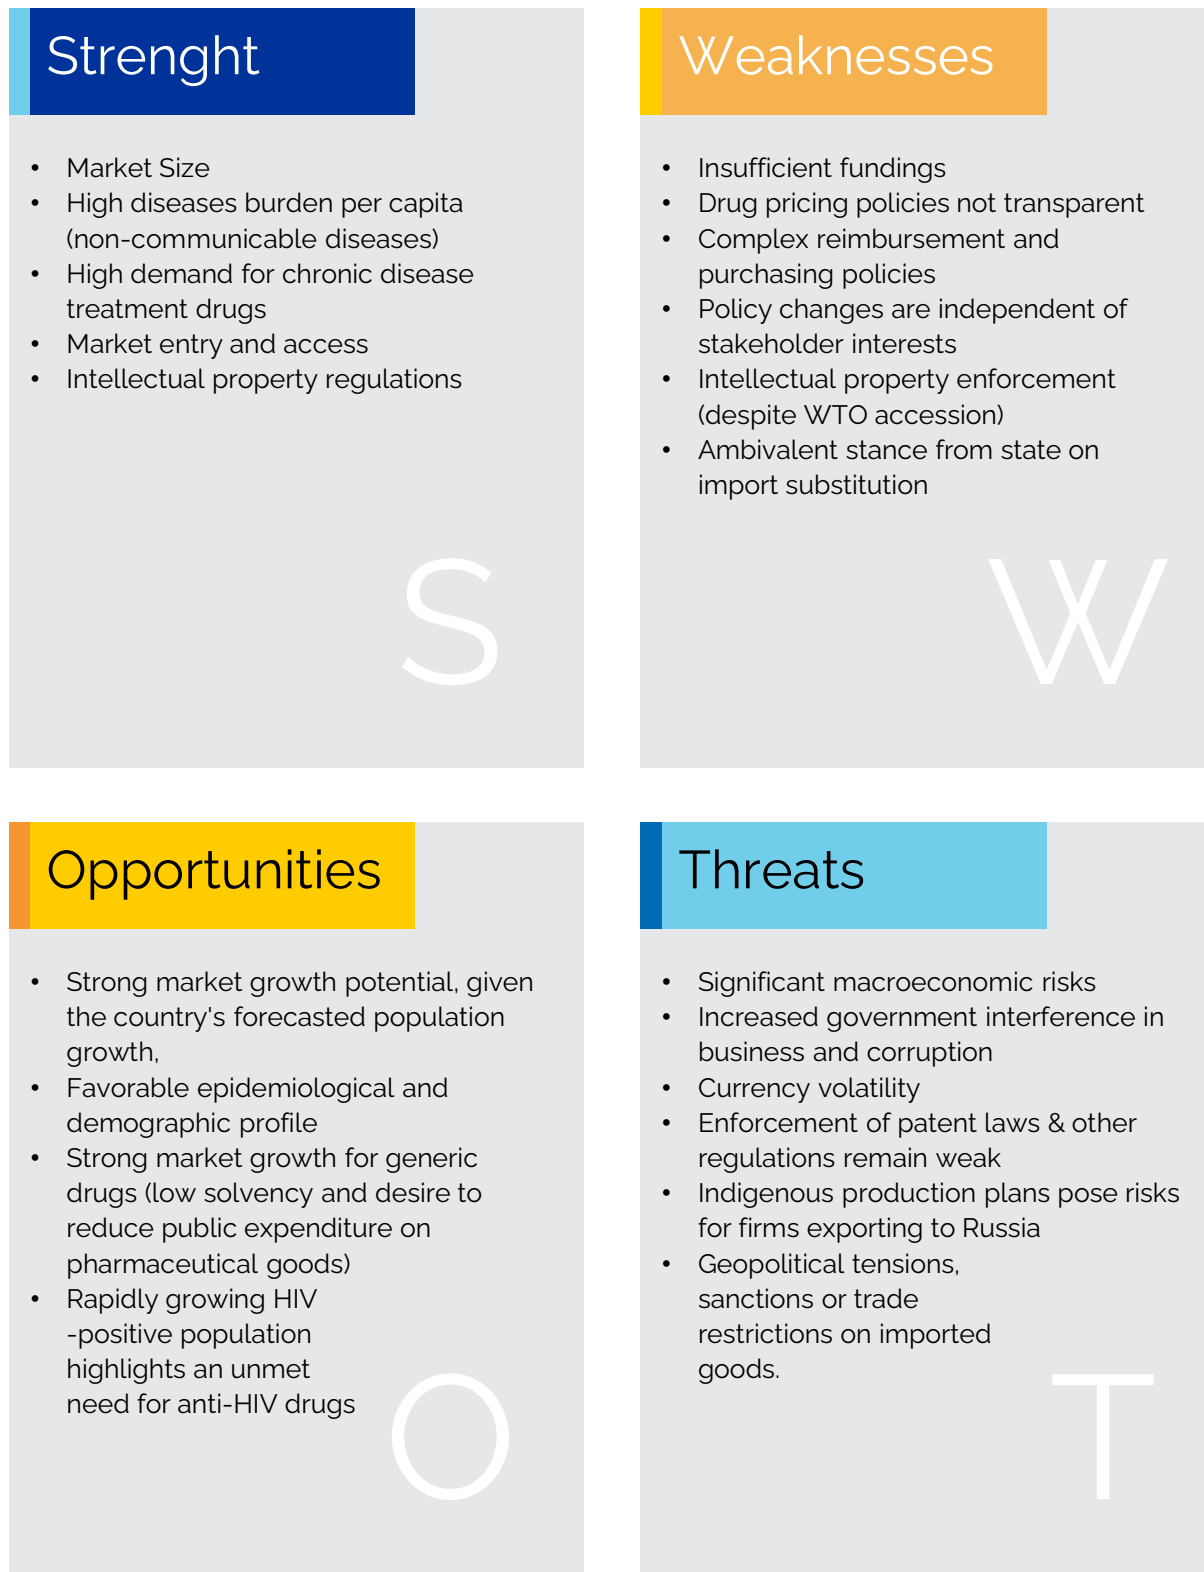 Strenght
• Market Size
• High diseases burden per capita
(non-communicable diseases)
• High demand for chronic disease
treatment drugs
• Market entry and access
• Intellectual property regulations
S
Weaknesses
• Insufficient fundings
• Drug pricing policies not transparent
• Complex reimbursement and
purchasing policies
• Policy changes are independent of
stakeholder interests
• Intellectual property enforcement
(despite WTO accession)
• Ambivalent stance from state on
import substitution
W
Opportunities
• Strong market growth potential, given
the country's forecasted population
growth,
• Favorable epidemiological and
demographic profile
• Strong market growth for generic
drugs (low solvency and desire to
reduce public expenditure on
pharmaceutical goods)
• Rapidly growing HIV
-positive population
highlights an unmet
need for anti-HIV drugs
O
Threats
• Significant macroeconomic risks
• Increased government interference in
business and corruption
• Currency volatility
• Enforcement of patent laws & other
regulations remain weak
• Indigenous production plans pose risks
for firms exporting to Russia
• Geopolitical tensions,
sanctions or trade
restrictions on imported
goods.
T